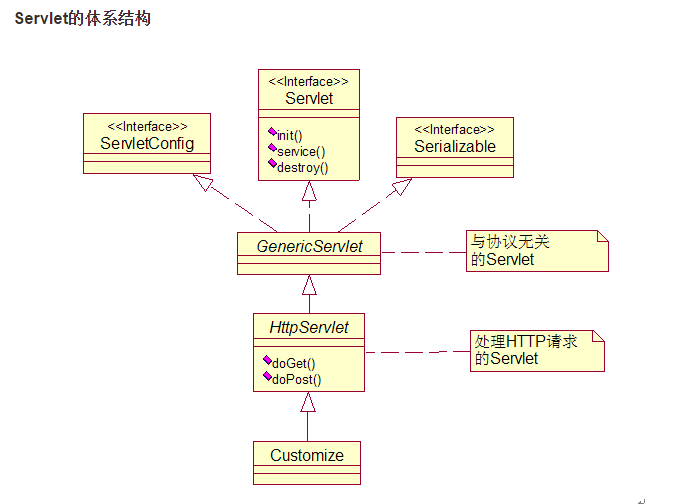 Servlet的体系结构
<<Interface>>
Servlet
init()
service()
destroy()
<<Interface>>
ServletConfig
<<Interface>>
Serializable
GenericServlet
与协议无关
的Servlet
HttpServlet
doGet()
doPost()
处理HTTP请求
的Servlet
Customize